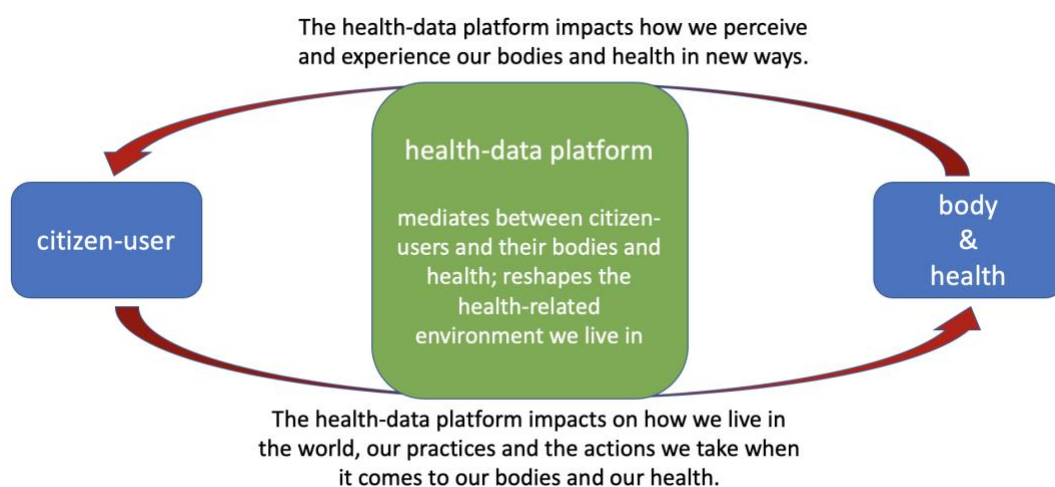 The health-data platform impacts how we perceive
and experience our bodies and health in new ways.
health-data platform
mediates between citizen-
users and their bodies and
health; reshapes the
health-related
environment we live in
citizen-user
body
&
health
The health-data platform impacts on how we live in
the world, our practices and the actions we take when
it comes to our bodies and our health.